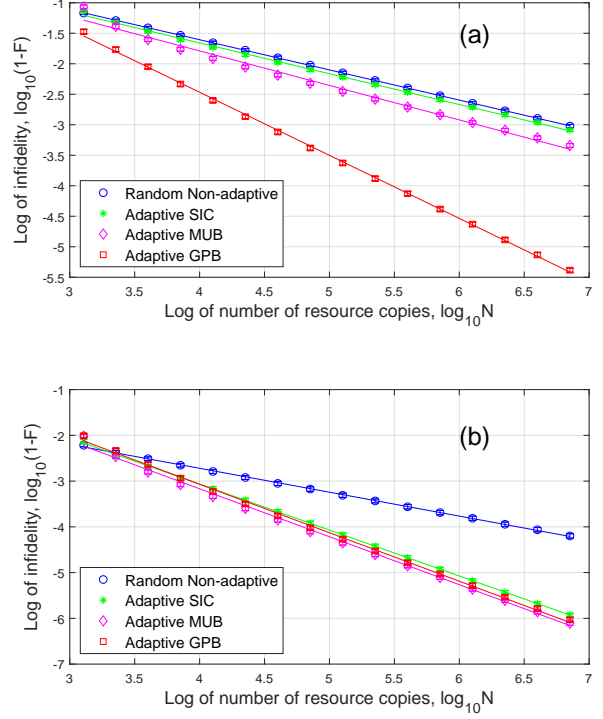 (a)
Log of infidelity, log10(1-F)
-1
-1.5
-2
-2.5
-3
-3.5
-4
-4.5
-5
-5.5
Random Non-adaptive
Adaptive SIC
Adaptive MUB
Adaptive GPB
3 3.5 4 4.5 5 5.5 6 6.5 7
Log of number of resource copies, log10N
(b)
Log of infidelity, log10(1-F)
-1
-2
-3
-4
-5
-6
-7
Random Non-adaptive
Adaptive SIC
Adaptive MUB
Adaptive GPB
3 3.5 4 4.5 5 5.5 6 6.5 7
Log of number of resource copies, log10N